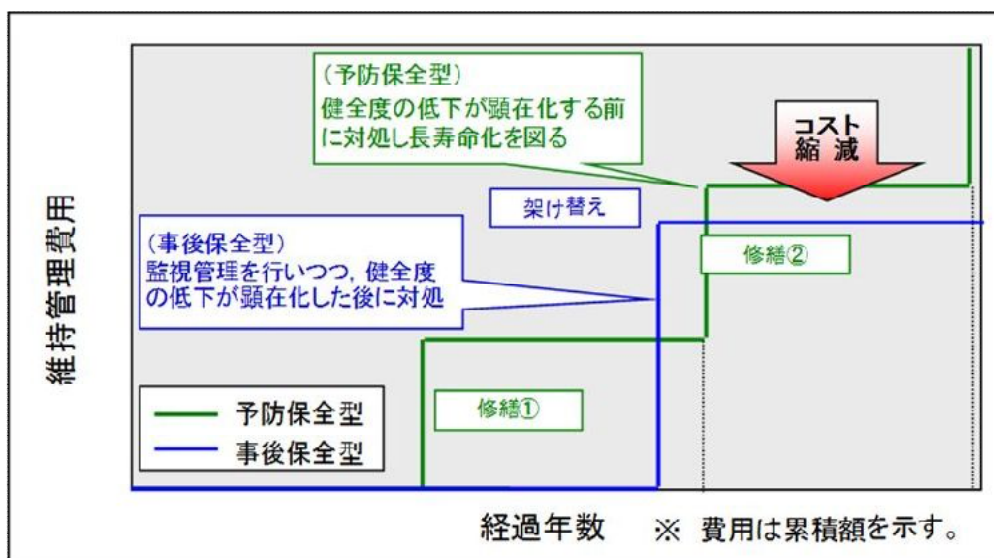 (予防保全型)
健全度の低下が顕在化する前
に対処し長寿命化を図る
コスト
縮減
架け替え
(事後保全型)
監視管理を行いつつ，健全度
の低下が顕在化した後に対処
修繕②
修繕①
予防保全型
事後保全型
維持管理費用
経過年数 ※ 費用は累積額を示す。